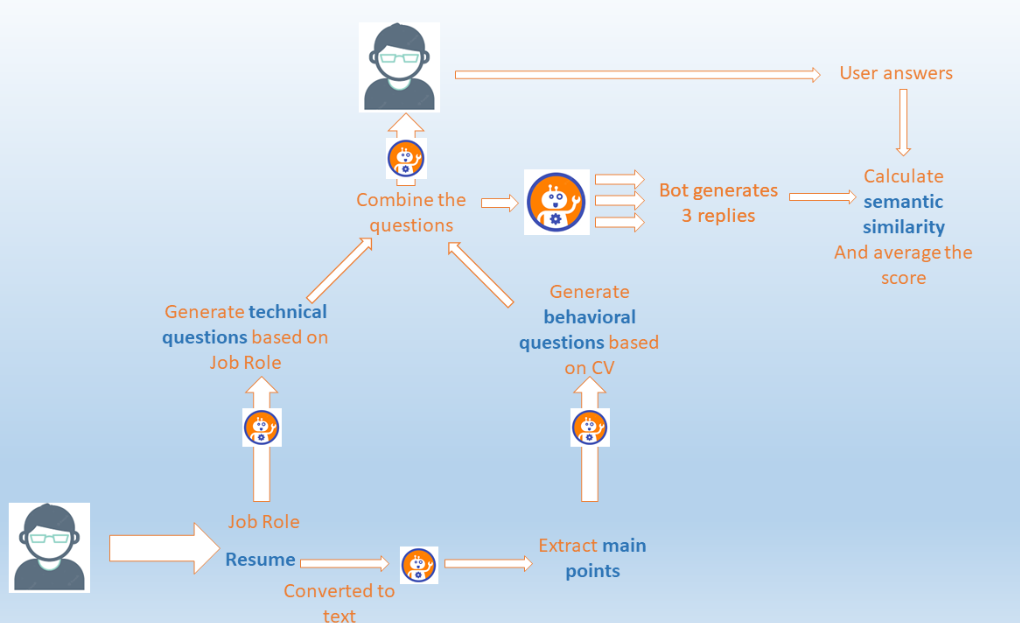 User answers
Calculate
semantic
similarity
And average the
score
Combine the
questions
Bot generates
3 replies
Generate technical
questions based on
Job Role
Generate
behavioral
questions based
on CV
Job Role
Resume
Converted to
text
Extract main
points